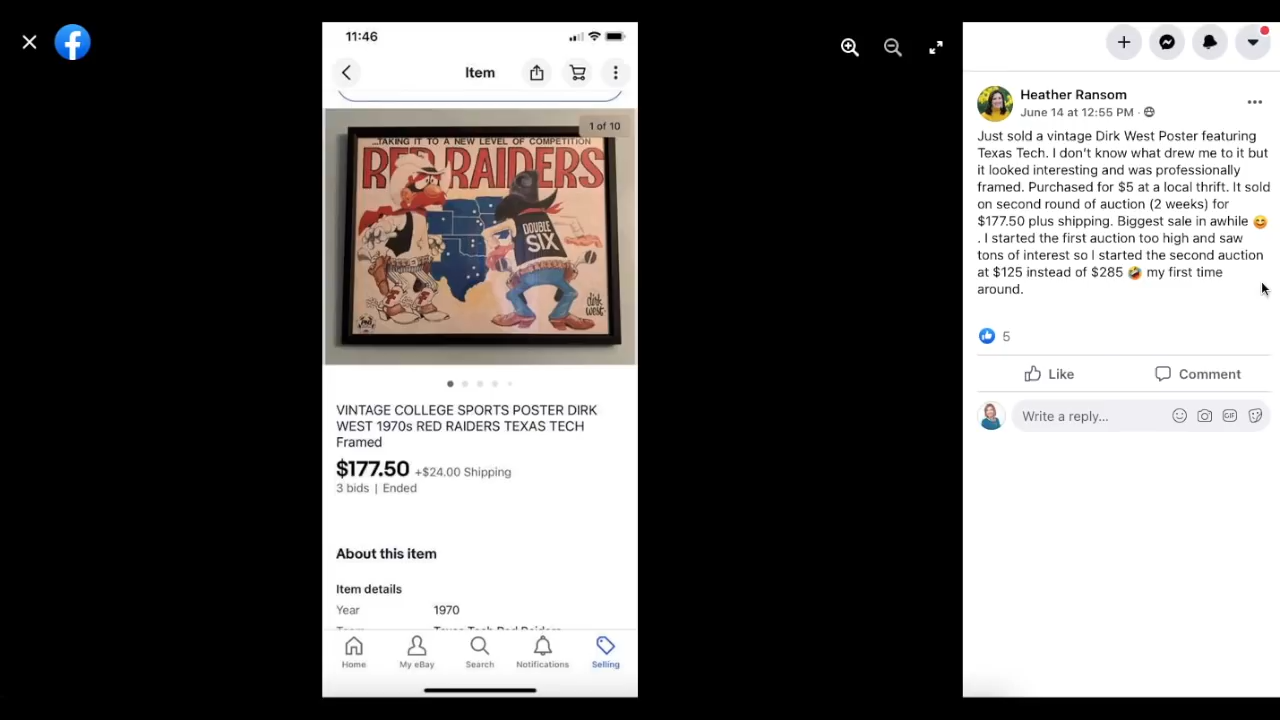 11:46
Item
1 of 10
...TAKING IT TO A NEW LEVEL OF COMPETITION
RED RAIDERS
DOUBLE
SIX
dirk
west
VINTAGE COLLEGE SPORTS POSTER DIRK
WEST 1970s RED RAIDERS TEXAS TECH
Framed
$177.50 +$24.00 Shipping
3 bids | Ended
About this item
Item details
Year 1970
Home
My eBay
Search
Notifications
Selling
Heather Ransom
June 14 at 12:55 PM ·
Just sold a vintage Dirk West Poster featuring
Texas Tech. I don't know what drew me to it but
it looked interesting and was professionally
framed. Purchased for $5 at a local thrift. It sold
on second round of auction (2 weeks) for
$177.50 plus shipping. Biggest sale in awhile 😊
. I started the first auction too high and saw
tons of interest so I started the second auction
at $125 instead of $285 🤣 my first time
around.
5
Like
Comment
Write a reply...
GIF